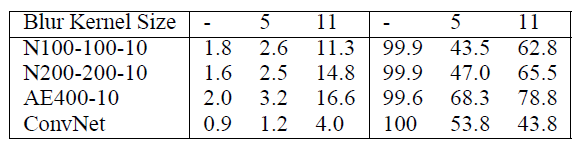 Blur Kernel Size - 5 11 - 5 11
N100-100-10 1.8 2.6 11.3 99.9 43.5 62.8
N200-200-10 1.6 2.5 14.8 99.9 47.0 65.5
AE400-10 2.0 3.2 16.6 99.6 68.3 78.8
ConvNet 0.9 1.2 4.0 100 53.8 43.8